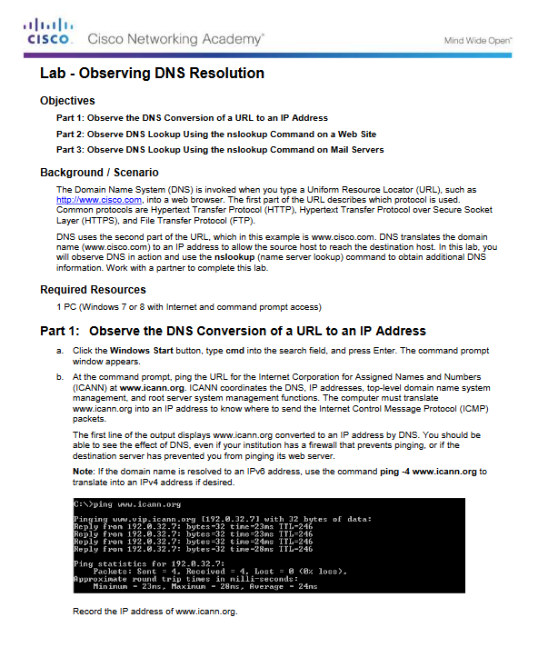 CISCO Cisco Networking Academy® Mind Wide Open®
Lab - Observing DNS Resolution
Objectives
Part 1: Observe the DNS Conversion of a URL to an IP Address
Part 2: Observe DNS Lookup Using the nslookup Command on a Web Site
Part 3: Observe DNS Lookup Using the nslookup Command on Mail Servers
Background / Scenario
The Domain Name System (DNS) is invoked when you type a Uniform Resource Locator (URL), such as
http://www.cisco.com, into a web browser. The first part of the URL describes which protocol is used.
Common protocols are Hypertext Transfer Protocol (HTTP), Hypertext Transfer Protocol over Secure Socket
Layer (HTTPS), and File Transfer Protocol (FTP).
DNS uses the second part of the URL, which in this example is www.cisco.com. DNS translates the domain
name (www.cisco.com) to an IP address to allow the source host to reach the destination host. In this lab, you
will observe DNS in action and use the nslookup (name server lookup) command to obtain additional DNS
information. Work with a partner to complete this lab.
Required Resources
1 PC (Windows 7 or 8 with Internet and command prompt access)
Part 1: Observe the DNS Conversion of a URL to an IP Address
a. Click the Windows Start button, type cmd into the search field, and press Enter. The command prompt
window appears.
b. At the command prompt, ping the URL for the Internet Corporation for Assigned Names and Numbers
(ICANN) at www.icann.org. ICANN coordinates the DNS, IP addresses, top-level domain name system
management, and root server system management functions. The computer must translate
www.icann.org into an IP address to know where to send the Internet Control Message Protocol (ICMP)
packets.
The first line of the output displays www.icann.org converted to an IP address by DNS. You should be
able to see the effect of DNS, even if your institution has a firewall that prevents pinging, or if the
destination server has prevented you from pinging its web server.
Note: If the domain name is resolved to an IPv6 address, use the command ping -4 www.icann.org to
translate into an IPv4 address if desired.
C:\>ping www.icann.org
Pinging www.vip.icann.org [192.0.32.7] with 32 bytes of data:
Reply from 192.0.32.7: bytes=32 time=23ms TTL=246
Reply from 192.0.32.7: bytes=32 time=23ms TTL=246
Reply from 192.0.32.7: bytes=32 time=24ms TTL=246
Reply from 192.0.32.7: bytes=32 time=28ms TTL=246
Ping statistics for 192.0.32.7:
Packets: Sent = 4, Received = 4, Lost = 0 (0% loss),
Approximate round trip times in milli-seconds:
Minimum = 23ms, Maximum = 28ms, Average = 24ms
Record the IP address of www.icann.org.